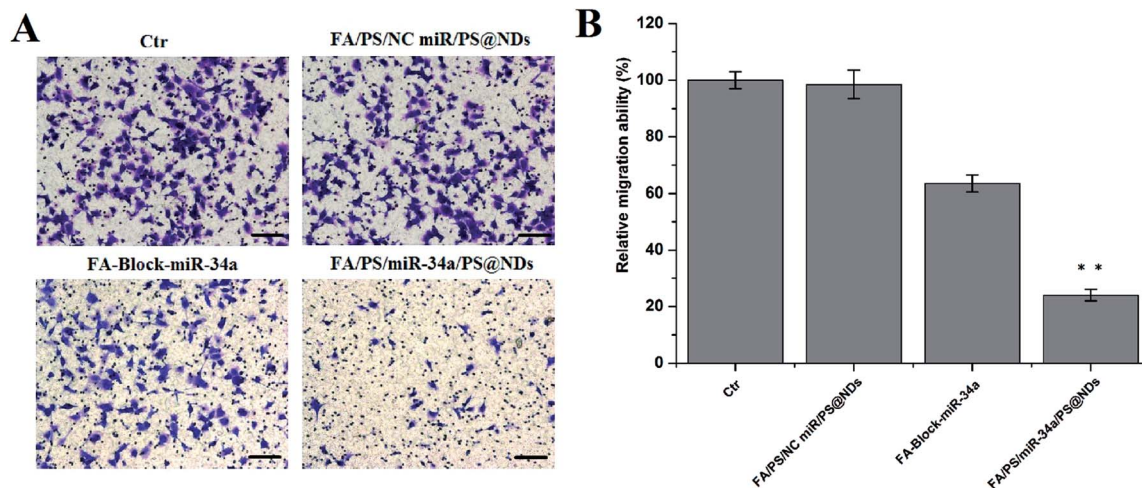 A
Ctr
FA/PS/NC miR/PS@NDs
FA-Block-miR-34a
FA/PS/miR-34a/PS@NDs
B
Relative migration ability (%)
120
100
80
60
40
20
0
* *
Ctr
FA/PS/NC miR/PS@NDs
FA-Block-miR-34a
FA/PS/miR-34a/PS@NDs